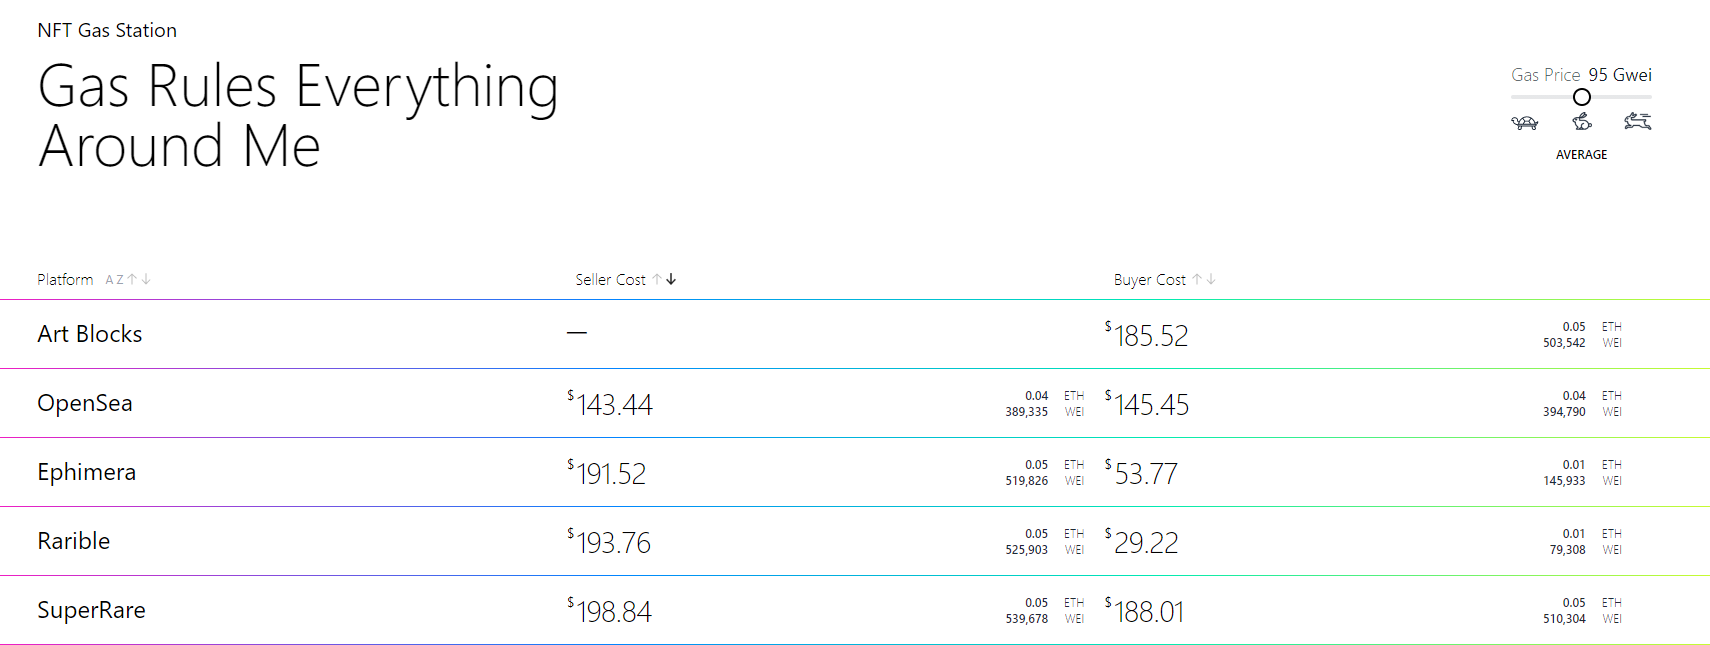 NFT Gas Station
Gas Rules Everything
Around Me
Gas Price 95 Gwei
AVERAGE
Platform A Z ↑ ↓ Seller Cost ↑ ↓ Buyer Cost ↑ ↓
Art Blocks — $185.52 0.05 ETH
503,542 WEI
OpenSea $143.44 0.04 ETH $145.45 0.04 ETH
389,335 WEI 394,790 WEI
Ephimera $191.52 0.05 ETH $53.77 0.01 ETH
519,826 WEI 145,933 WEI
Rarible $193.76 0.05 ETH $29.22 0.01 ETH
525,903 WEI 79,308 WEI
SuperRare $198.84 0.05 ETH $188.01 0.05 ETH
539,678 WEI 510,304 WEI